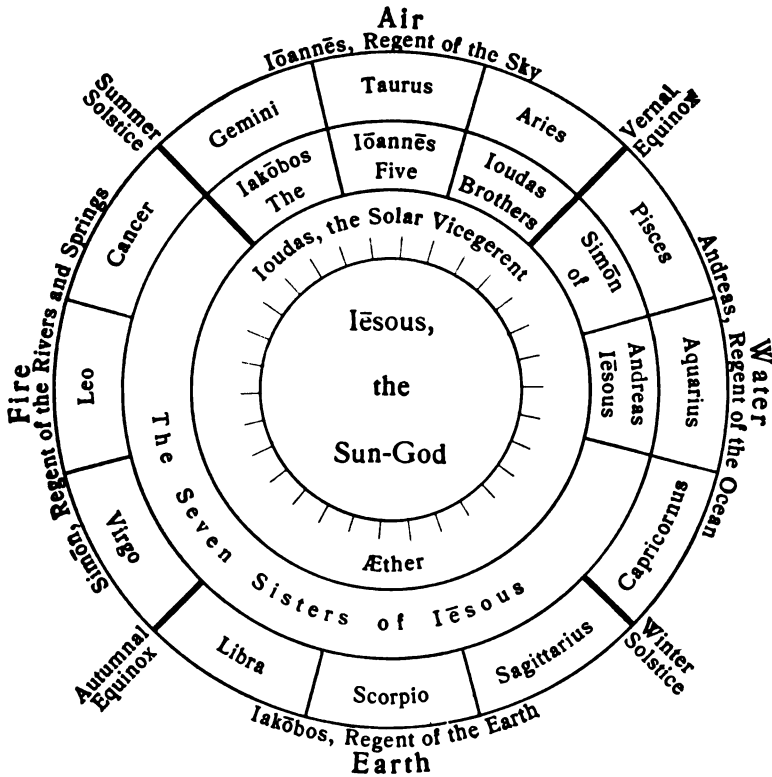 Air
Iōannēs, Regent of the Sky
Summer
Solstice
Vernal
Equinox
Gemini
Taurus
Aries
Iakōbos
The
Iōannēs
Five
Ioudas
Brothers
Simōn
of
Andreas
Iēsous
Pisces
Aquarius
Capricornus
Andreas, Regent of the Ocean
Water
Cancer
Leo
Virgo
Simōn, Regent of the Rivers and Springs
Fire
Ioudas, the Solar Vicegerent
Iēsous,
the
Sun-God
Æther
The Seven Sisters of Iēsous
Libra
Scorpio
Sagittarius
Autumnal
Equinox
Winter
Solstice
Iakōbos, Regent of the Earth
Earth